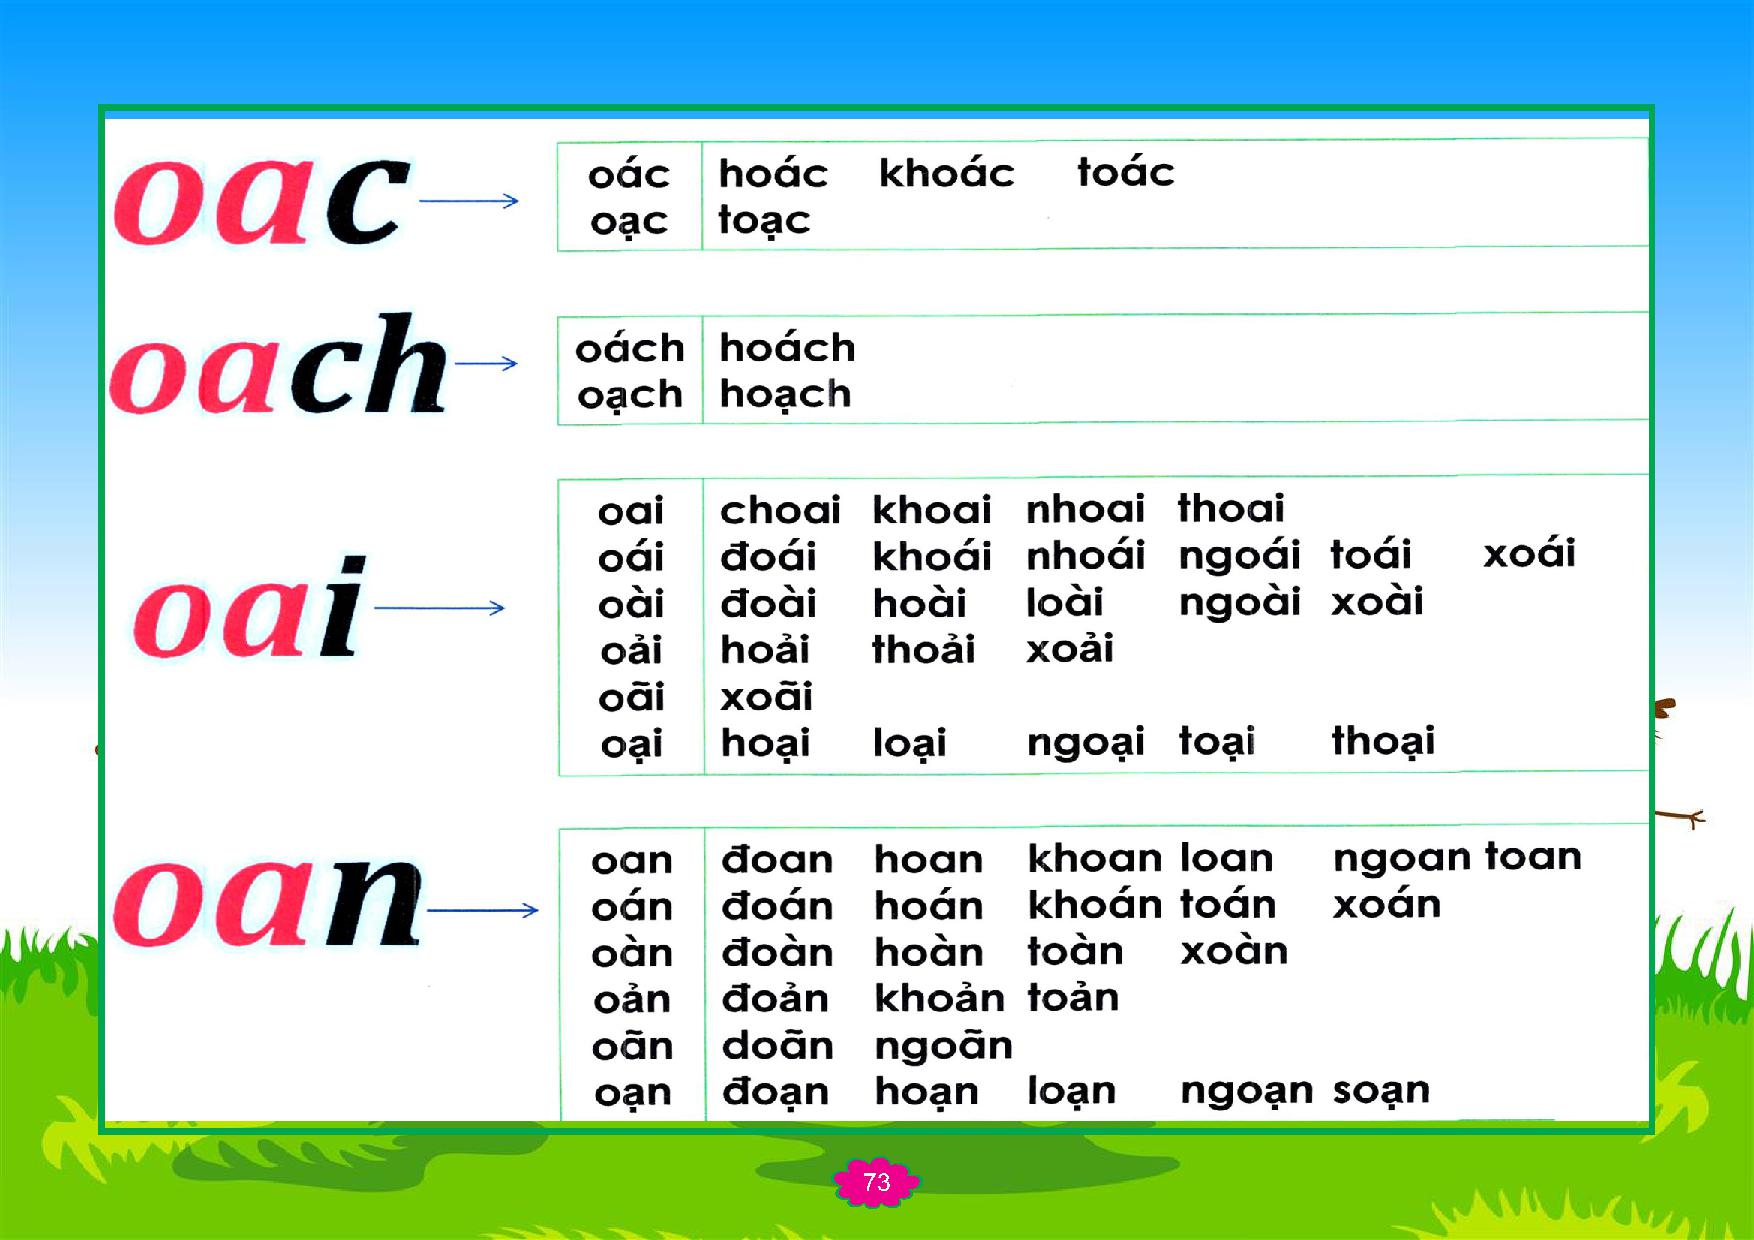 oac
oác hoác khoác toác
oạc toạc
oach
oách hoách
oạch hoạch
oai
oai choai khoai nhoai thoai
oái đoái khoái nhoái ngoái toái xoái
oài đoài hoài loài ngoài xoài
oải hoải thoải xoải
oãi xoãi
oại hoại loại ngoại toại thoại
oan
oan đoan hoan khoan loan ngoan toan
oán đoán hoán khoán toán xoán
oàn đoàn hoàn toàn xoàn
oản đoản khoản toản
oãn doãn ngoãn
oạn đoạn hoạn loạn ngoạn soạn
73